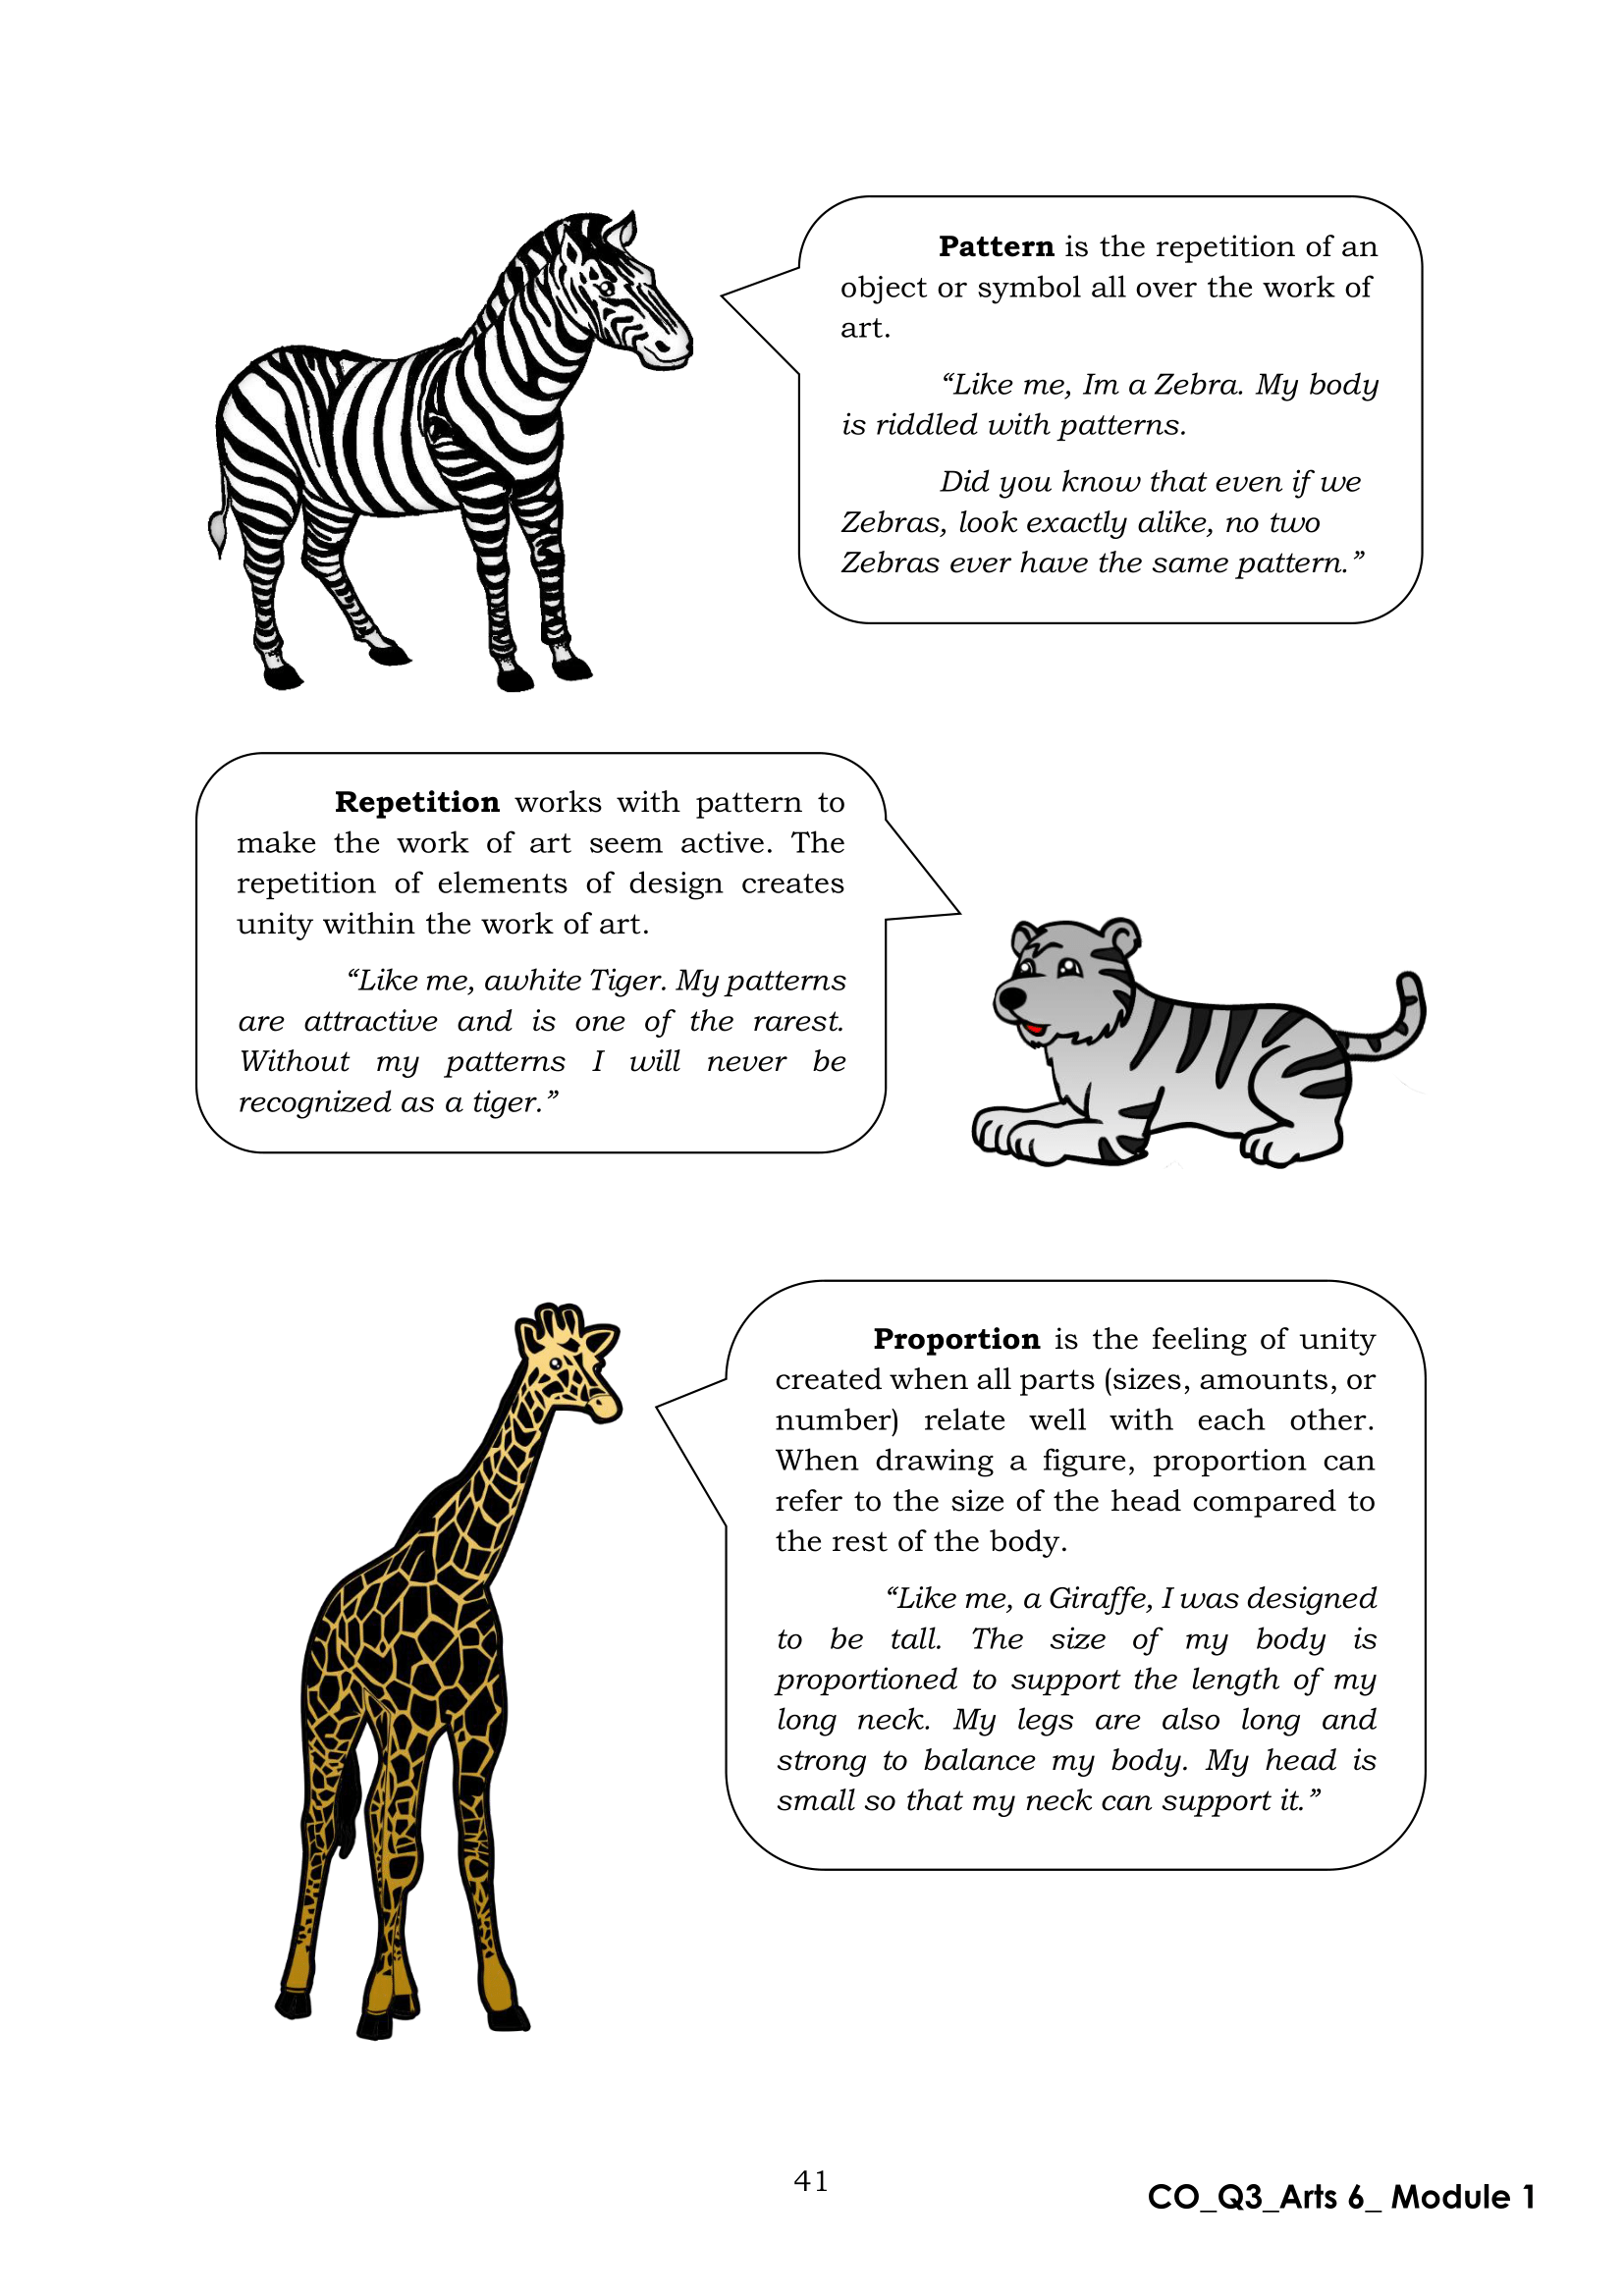 Pattern is the repetition of an
object or symbol all over the work of
art.
“Like me, Im a Zebra. My body
is riddled with patterns.
Did you know that even if we
Zebras, look exactly alike, no two
Zebras ever have the same pattern.”
Repetition works with pattern to
make the work of art seem active. The
repetition of elements of design creates
unity within the work of art.
“Like me, awhite Tiger. My patterns
are attractive and is one of the rarest.
Without my patterns I will never be
recognized as a tiger.”
Proportion is the feeling of unity
created when all parts (sizes, amounts, or
number) relate well with each other.
When drawing a figure, proportion can
refer to the size of the head compared to
the rest of the body.
“Like me, a Giraffe, I was designed
to be tall. The size of my body is
proportioned to support the length of my
long neck. My legs are also long and
strong to balance my body. My head is
small so that my neck can support it.”
41
CO_Q3_Arts 6_ Module 1